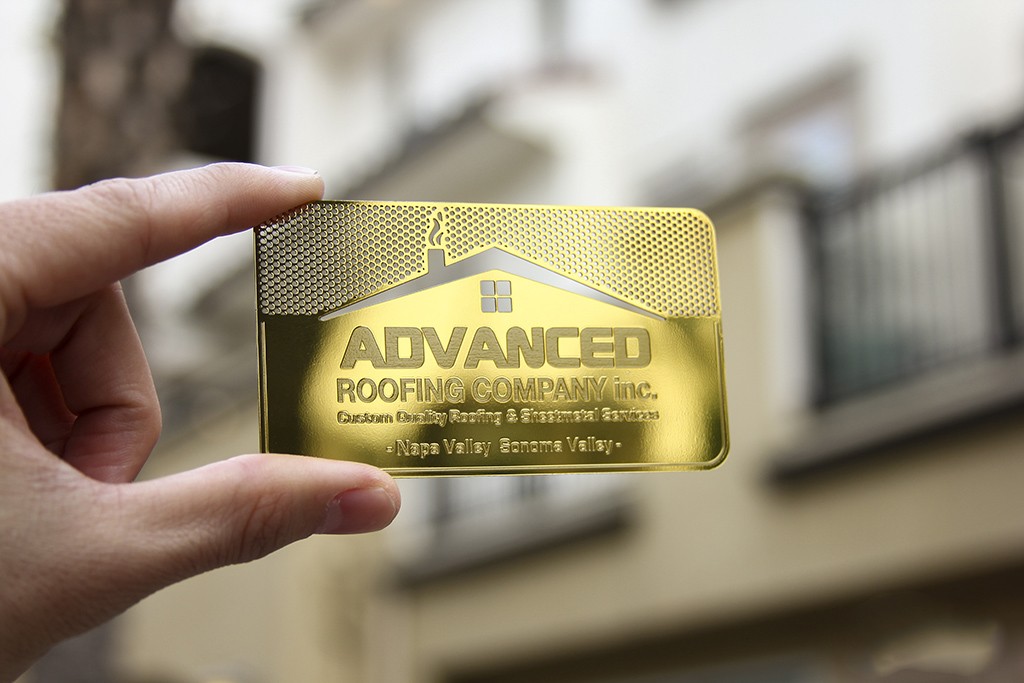 ADVANCED
ROOFING COMPANY inc.
Custom Quality Roofing & Sheetmetal Services
- Napa Valley Sonoma Valley -